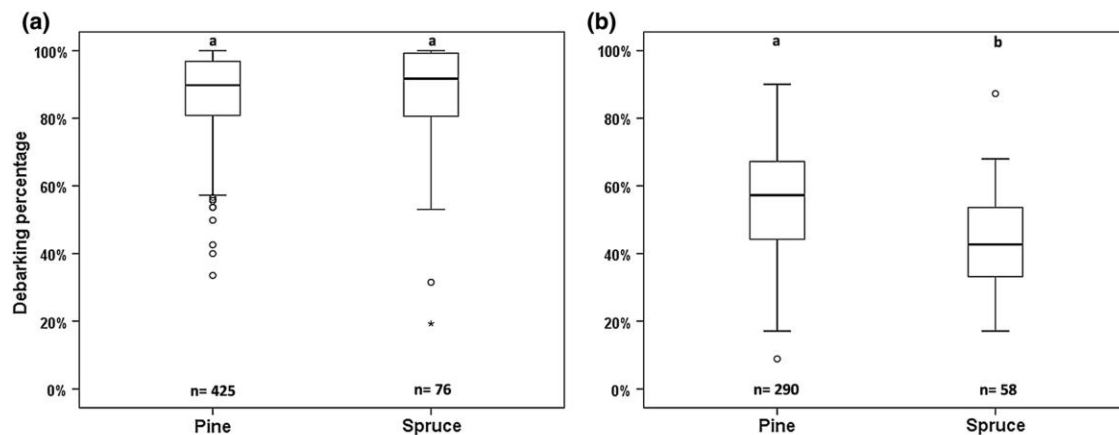 (a)
Debarking percentage
100%
80%
60%
40%
20%
0%
a
a
n= 425
n= 76
Pine
Spruce
(b)
100%
80%
60%
40%
20%
0%
a
b
n= 290
n= 58
Pine
Spruce